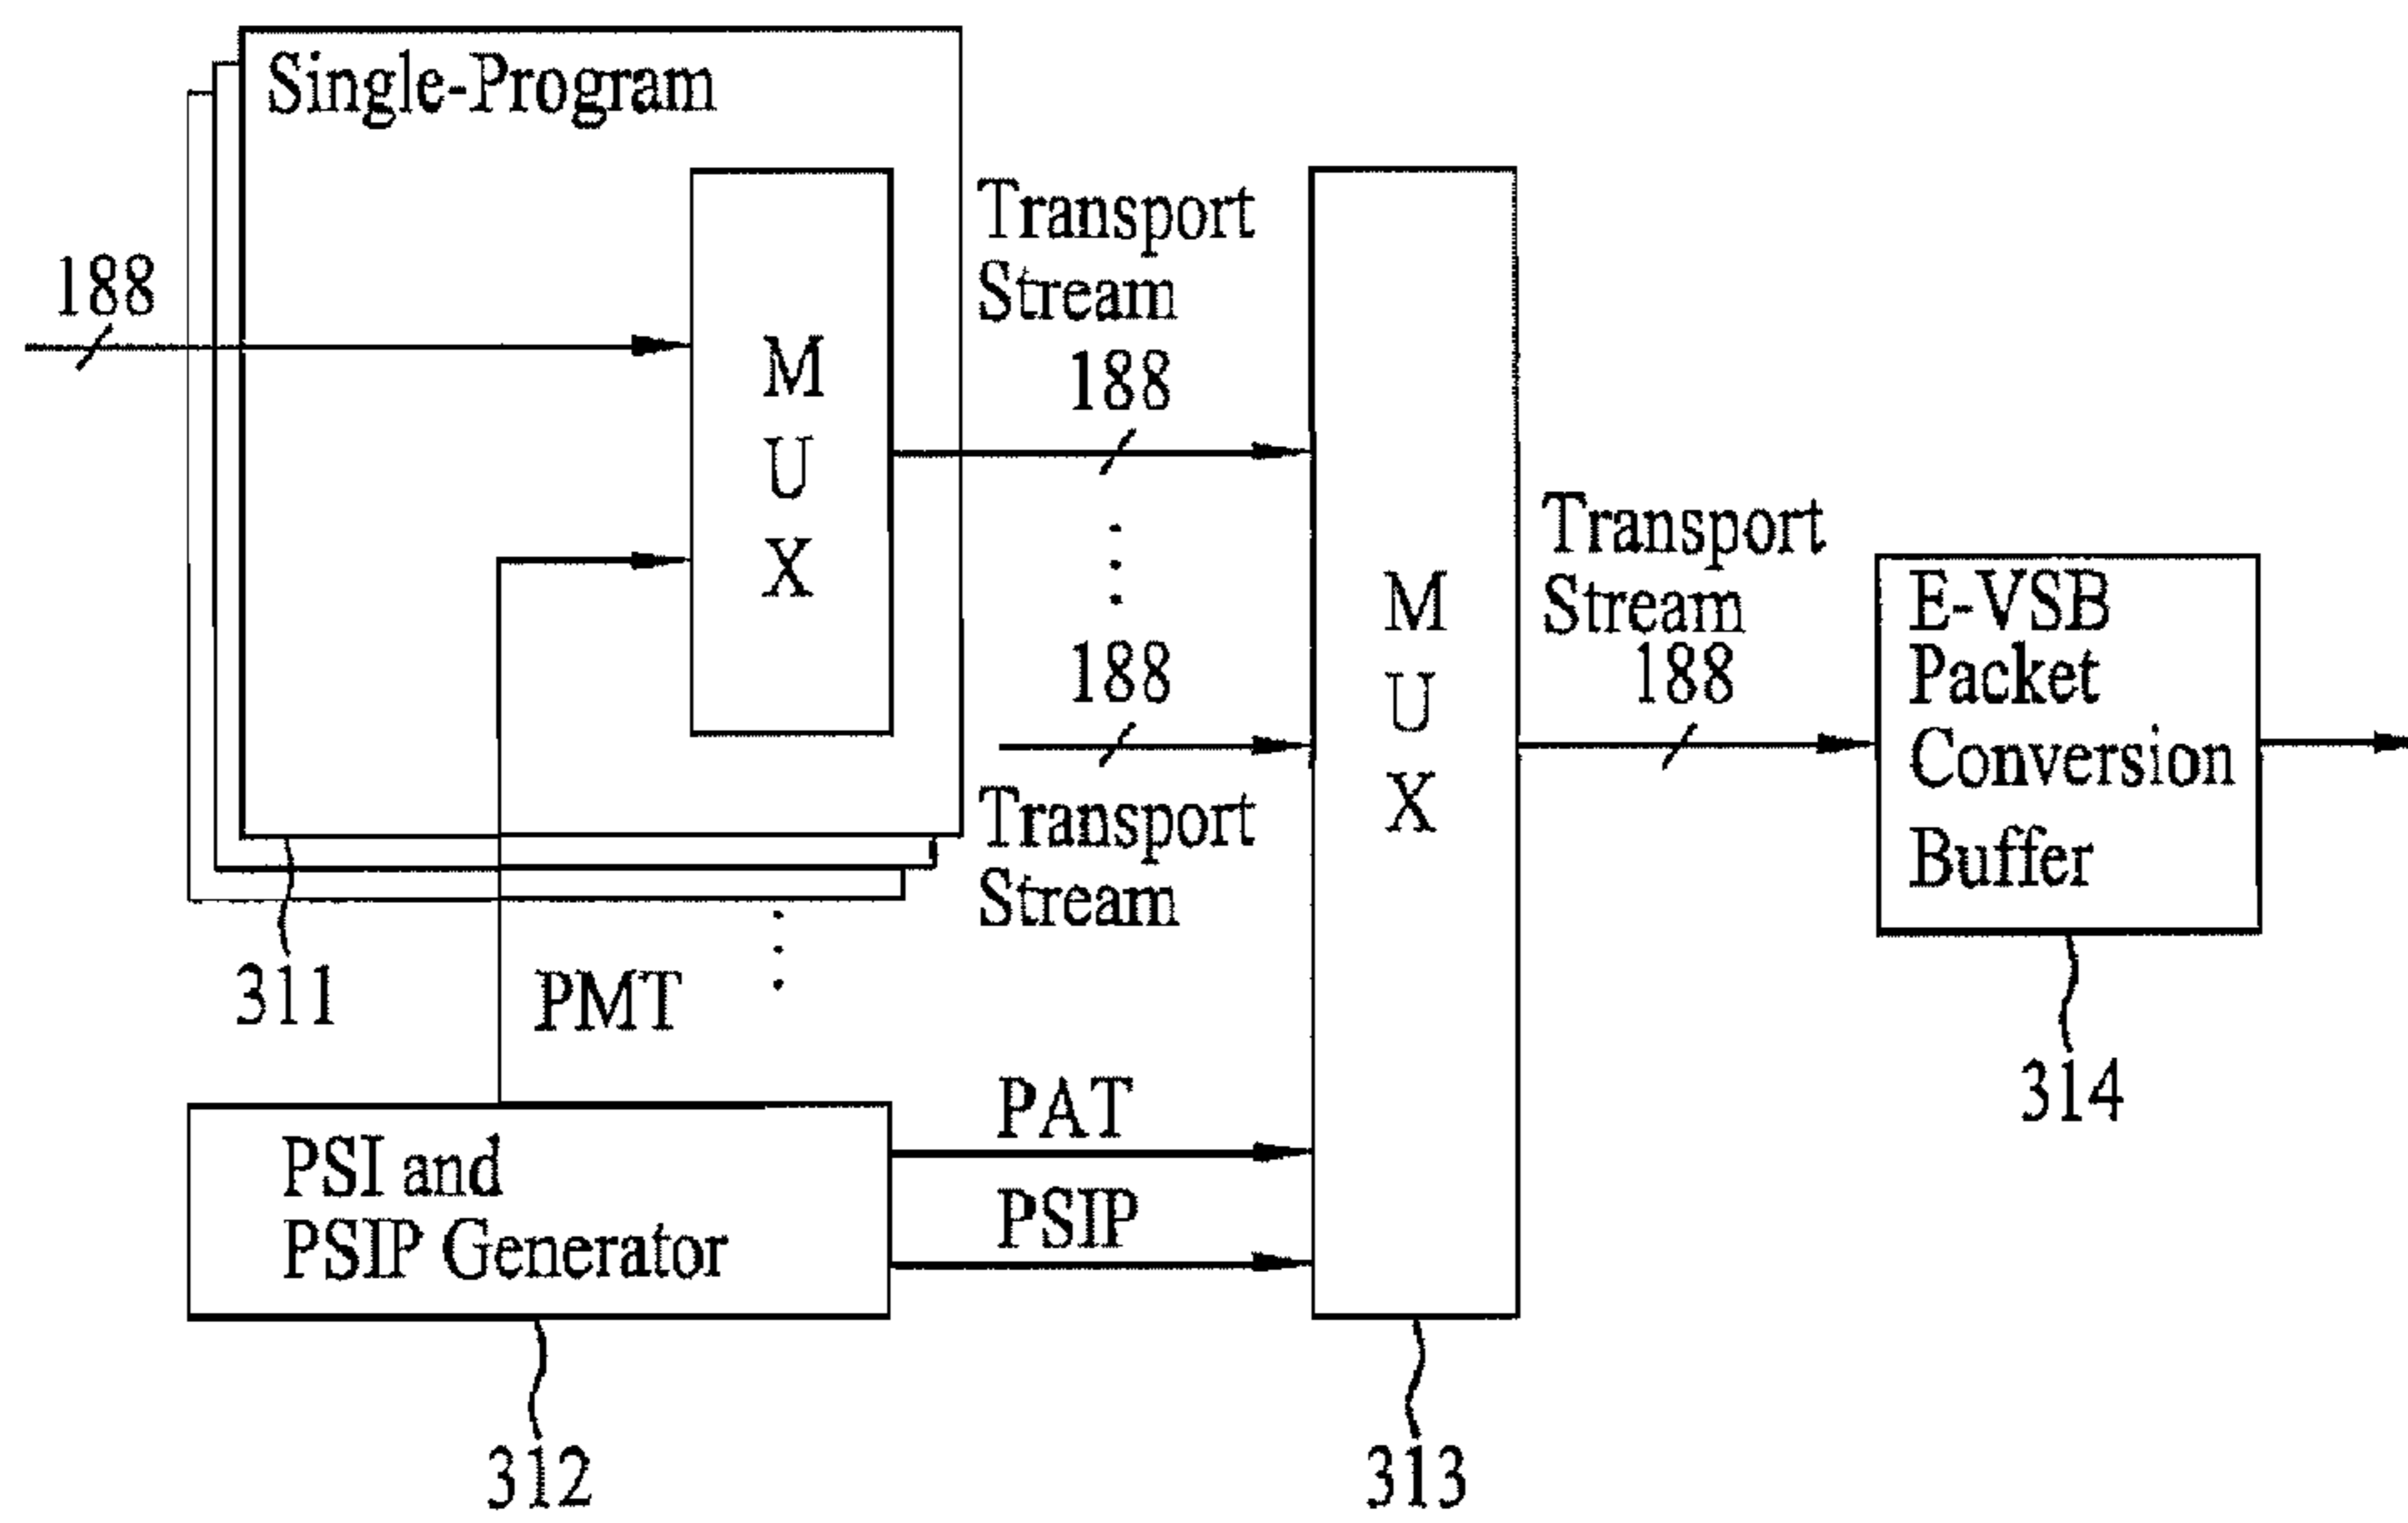 Single-Program
188
M
U
X
Transport
Stream
188
188
Transport
Stream
M
U
X
Transport
Stream
188
E-VSB
Packet
Conversion
Buffer
311
PMT
314
PSI and
PSIP Generator
PAT
PSIP
312
313